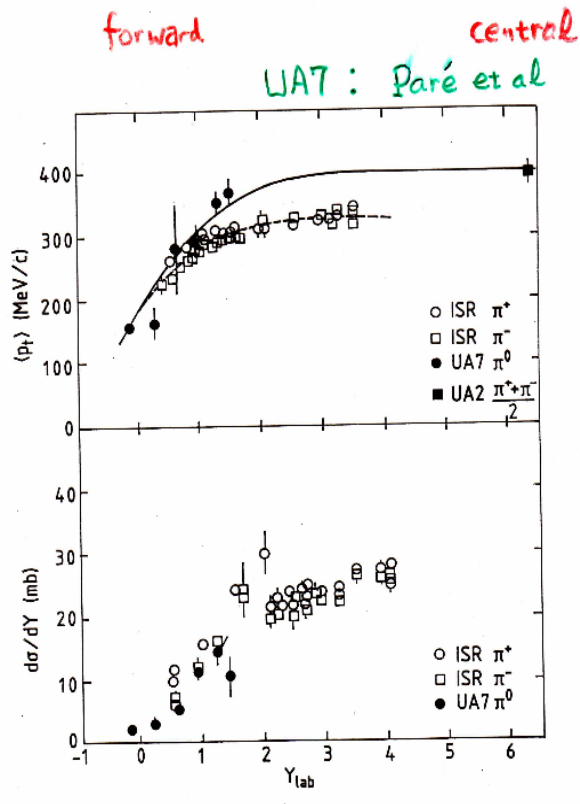 forward central
UA7 : Paré et al
400
300
200
100
0
⟨pt⟩ (MeV/c)
○ ISR π+
□ ISR π-
● UA7 π0
■ UA2 π++π-
2
40
30
20
10
0
dσ/dY (mb)
○ ISR π+
□ ISR π-
● UA7 π0
-1 0 1 2 3 4 5 6
Ylab